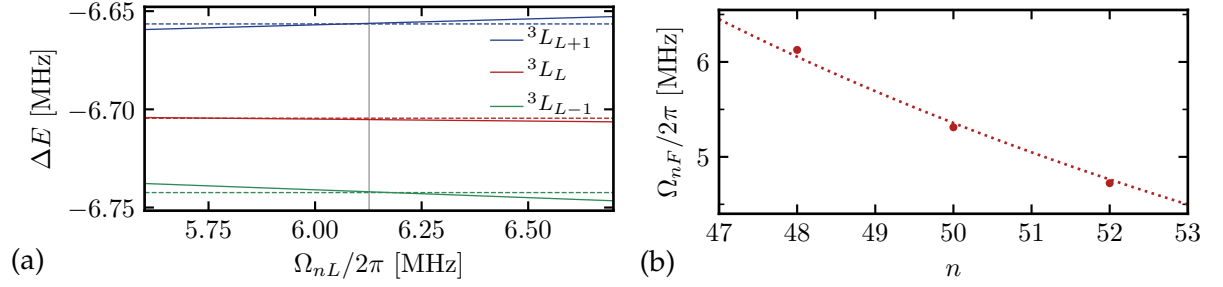 −6.65
−6.70
−6.75
ΔE [MHz]
³L_{L+1}
³L_L
³L_{L−1}
5.75 6.00 6.25 6.50
Ω_{nL}/2π [MHz]
(a)
6
5
Ω_{nF}/2π [MHz]
47 48 49 50 51 52 53
n
(b)